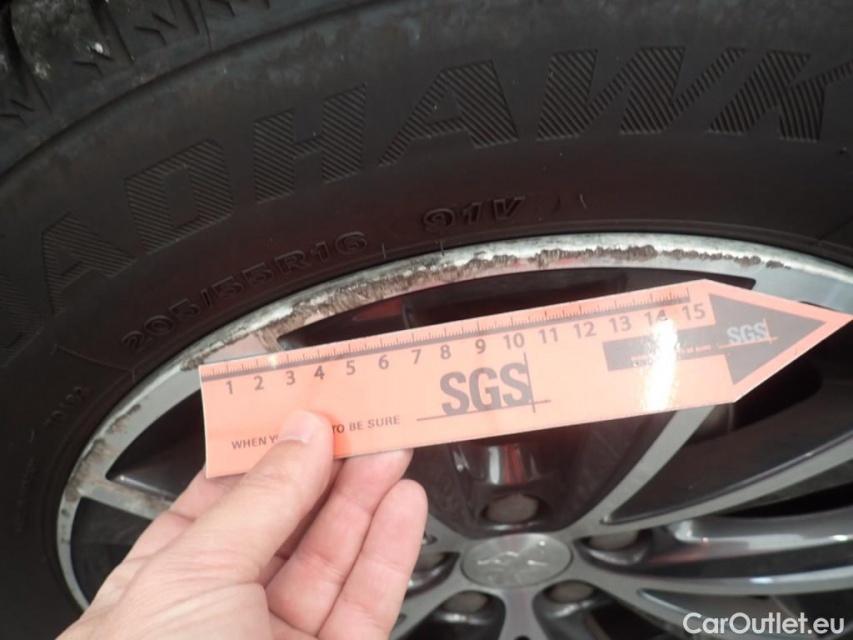 ADHAWK
205/55R16 91V
1 2 3 4 5 6 7 8 9 10 11 12 13 14 15
SGS
SGS
WHEN Y TO BE SURE
CarOutlet.eu